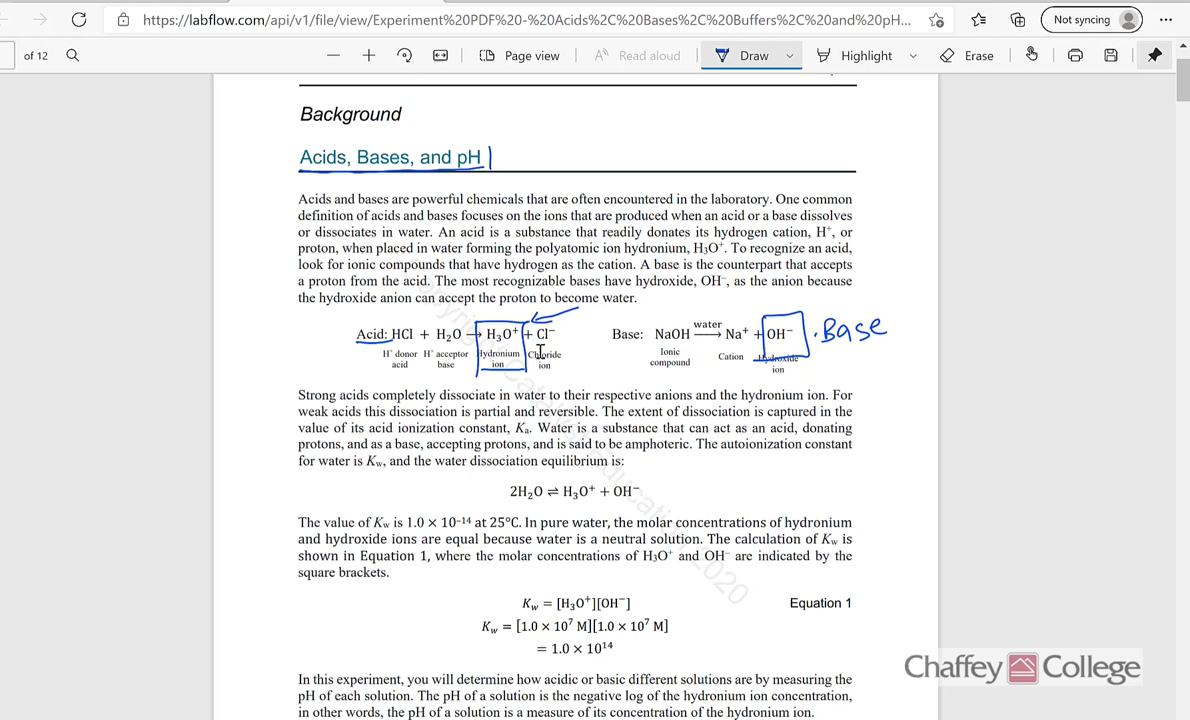 https://labflow.com/api/v1/file/view/Experiment%20PDF%20-%20Acids%2C%20Bases%2C%20Buffers%2C%20and%20pH...
Not syncing
of 12
Page view
Read aloud
Draw
Highlight
Erase
Background
Acids, Bases, and pH
Acids and bases are powerful chemicals that are often encountered in the laboratory. One common
definition of acids and bases focuses on the ions that are produced when an acid or a base dissolves
or dissociates in water. An acid is a substance that readily donates its hydrogen cation, H⁺, or
proton, when placed in water forming the polyatomic ion hydronium, H₃O⁺. To recognize an acid,
look for ionic compounds that have hydrogen as the cation. A base is the counterpart that accepts
a proton from the acid. The most recognizable bases have hydroxide, OH⁻, as the anion because
the hydroxide anion can accept the proton to become water.
Acid: HCl + H₂O → H₃O⁺ + Cl⁻ Base: NaOH water → Na⁺ + OH⁻ · Base
H⁺ donor H⁺ acceptor Hydronium Chloride Ionic Cation Hydroxide
acid base ion ion compound ion
Strong acids completely dissociate in water to their respective anions and the hydronium ion. For
weak acids this dissociation is partial and reversible. The extent of dissociation is captured in the
value of its acid ionization constant, Kₐ. Water is a substance that can act as an acid, donating
protons, and as a base, accepting protons, and is said to be amphoteric. The autoionization constant
for water is K_w, and the water dissociation equilibrium is:
2H₂O ⇌ H₃O⁺ + OH⁻
The value of K_w is 1.0 × 10⁻¹⁴ at 25°C. In pure water, the molar concentrations of hydronium
and hydroxide ions are equal because water is a neutral solution. The calculation of K_w is
shown in Equation 1, where the molar concentrations of H₃O⁺ and OH⁻ are indicated by the
square brackets.
K_w = [H₃O⁺][OH⁻] Equation 1
K_w = [1.0 × 10⁷ M][1.0 × 10⁷ M]
= 1.0 × 10¹⁴
In this experiment, you will determine how acidic or basic different solutions are by measuring the
pH of each solution. The pH of a solution is the negative log of the hydronium ion concentration,
in other words, the pH of a solution is a measure of its concentration of the hydronium ion.
Chaffey College